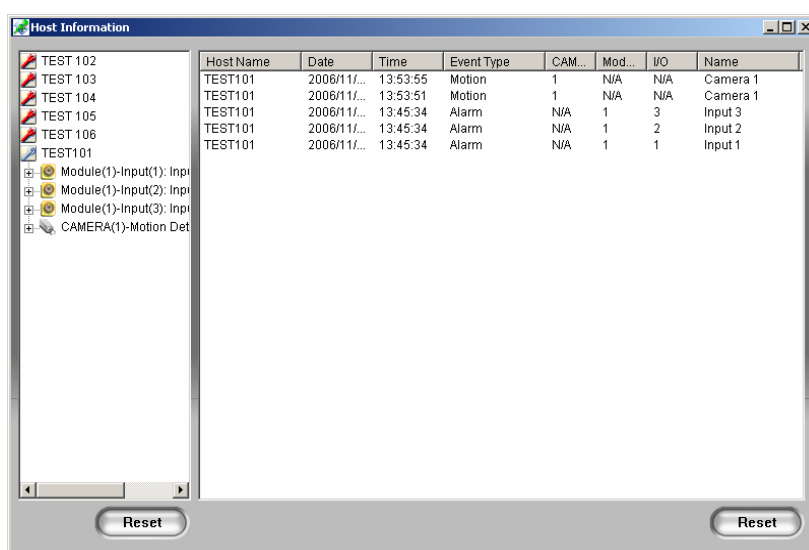 Host Information
TEST 102
TEST 103
TEST 104
TEST 105
TEST 106
TEST101
Module(1)-Input(1): Inp
Module(1)-Input(2): Inp
Module(1)-Input(3): Inp
CAMERA(1)-Motion Det
Host Name Date Time Event Type CAM... Mod... I/O Name
TEST101 2006/11/... 13:53:55 Motion 1 N/A N/A Camera 1
TEST101 2006/11/... 13:53:51 Motion 1 N/A N/A Camera 1
TEST101 2006/11/... 13:45:34 Alarm N/A 1 3 Input 3
TEST101 2006/11/... 13:45:34 Alarm N/A 1 2 Input 2
TEST101 2006/11/... 13:45:34 Alarm N/A 1 1 Input 1
Reset
Reset